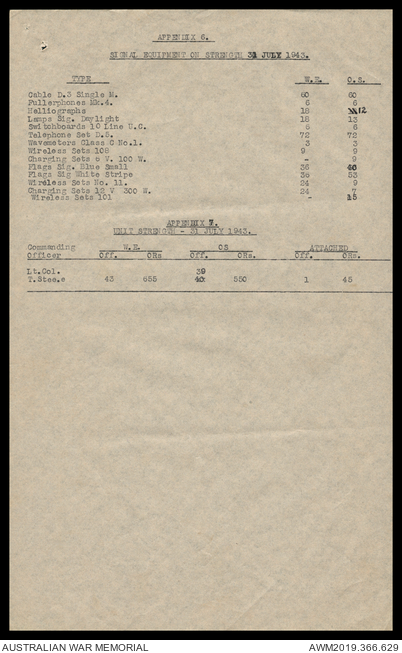 APPENDIX 6.
SIGNAL EQUIPMENT ON STRENGTH 31 JULY 1943.
TYPE W.E. O.S.
Cable D.3 Single M. 60 60
Fullerphones Mk.4. 6 6
Helliographs 18 12
Lamps Sig. Daylight 18 13
Switchboards 10 Line U.C. 6 6
Telephone Set D.5. 72 72
Wavemeters Class C No.1. 3 3
Wireless Sets 108 9 9
Charging Sets 6 V. 100 W. - 9
Flags Sig. Blue Small 36 40
Flags Sig White Stripe 36 53
Wireless Sets No. 11. 24 9
Charging Sets 12 V 300 W. 24 7
Wireless Sets 101 - 15
APPENDIX 7.
UNIT STRENGTH - 31 JULY 1943.
Commanding W.E. OS ATTACHED
Officer Off. ORs Off. ORs. Off. ORs.
Lt.Col. 39
T.Steele 43 655 40 550 1 45
AUSTRALIAN WAR MEMORIAL AWM2019.366.629